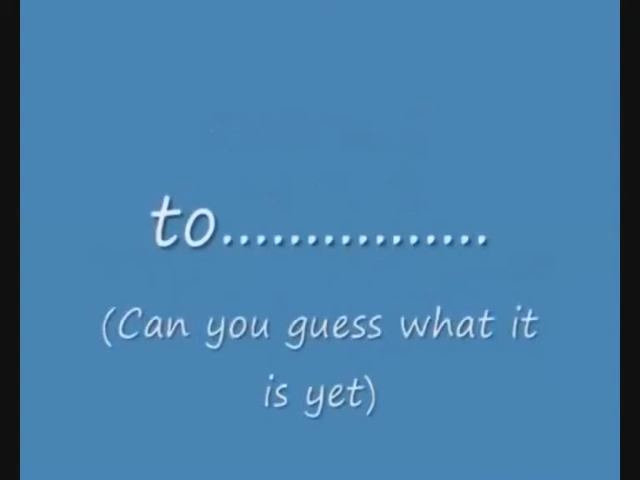 to................
(Can you guess what it
is yet)